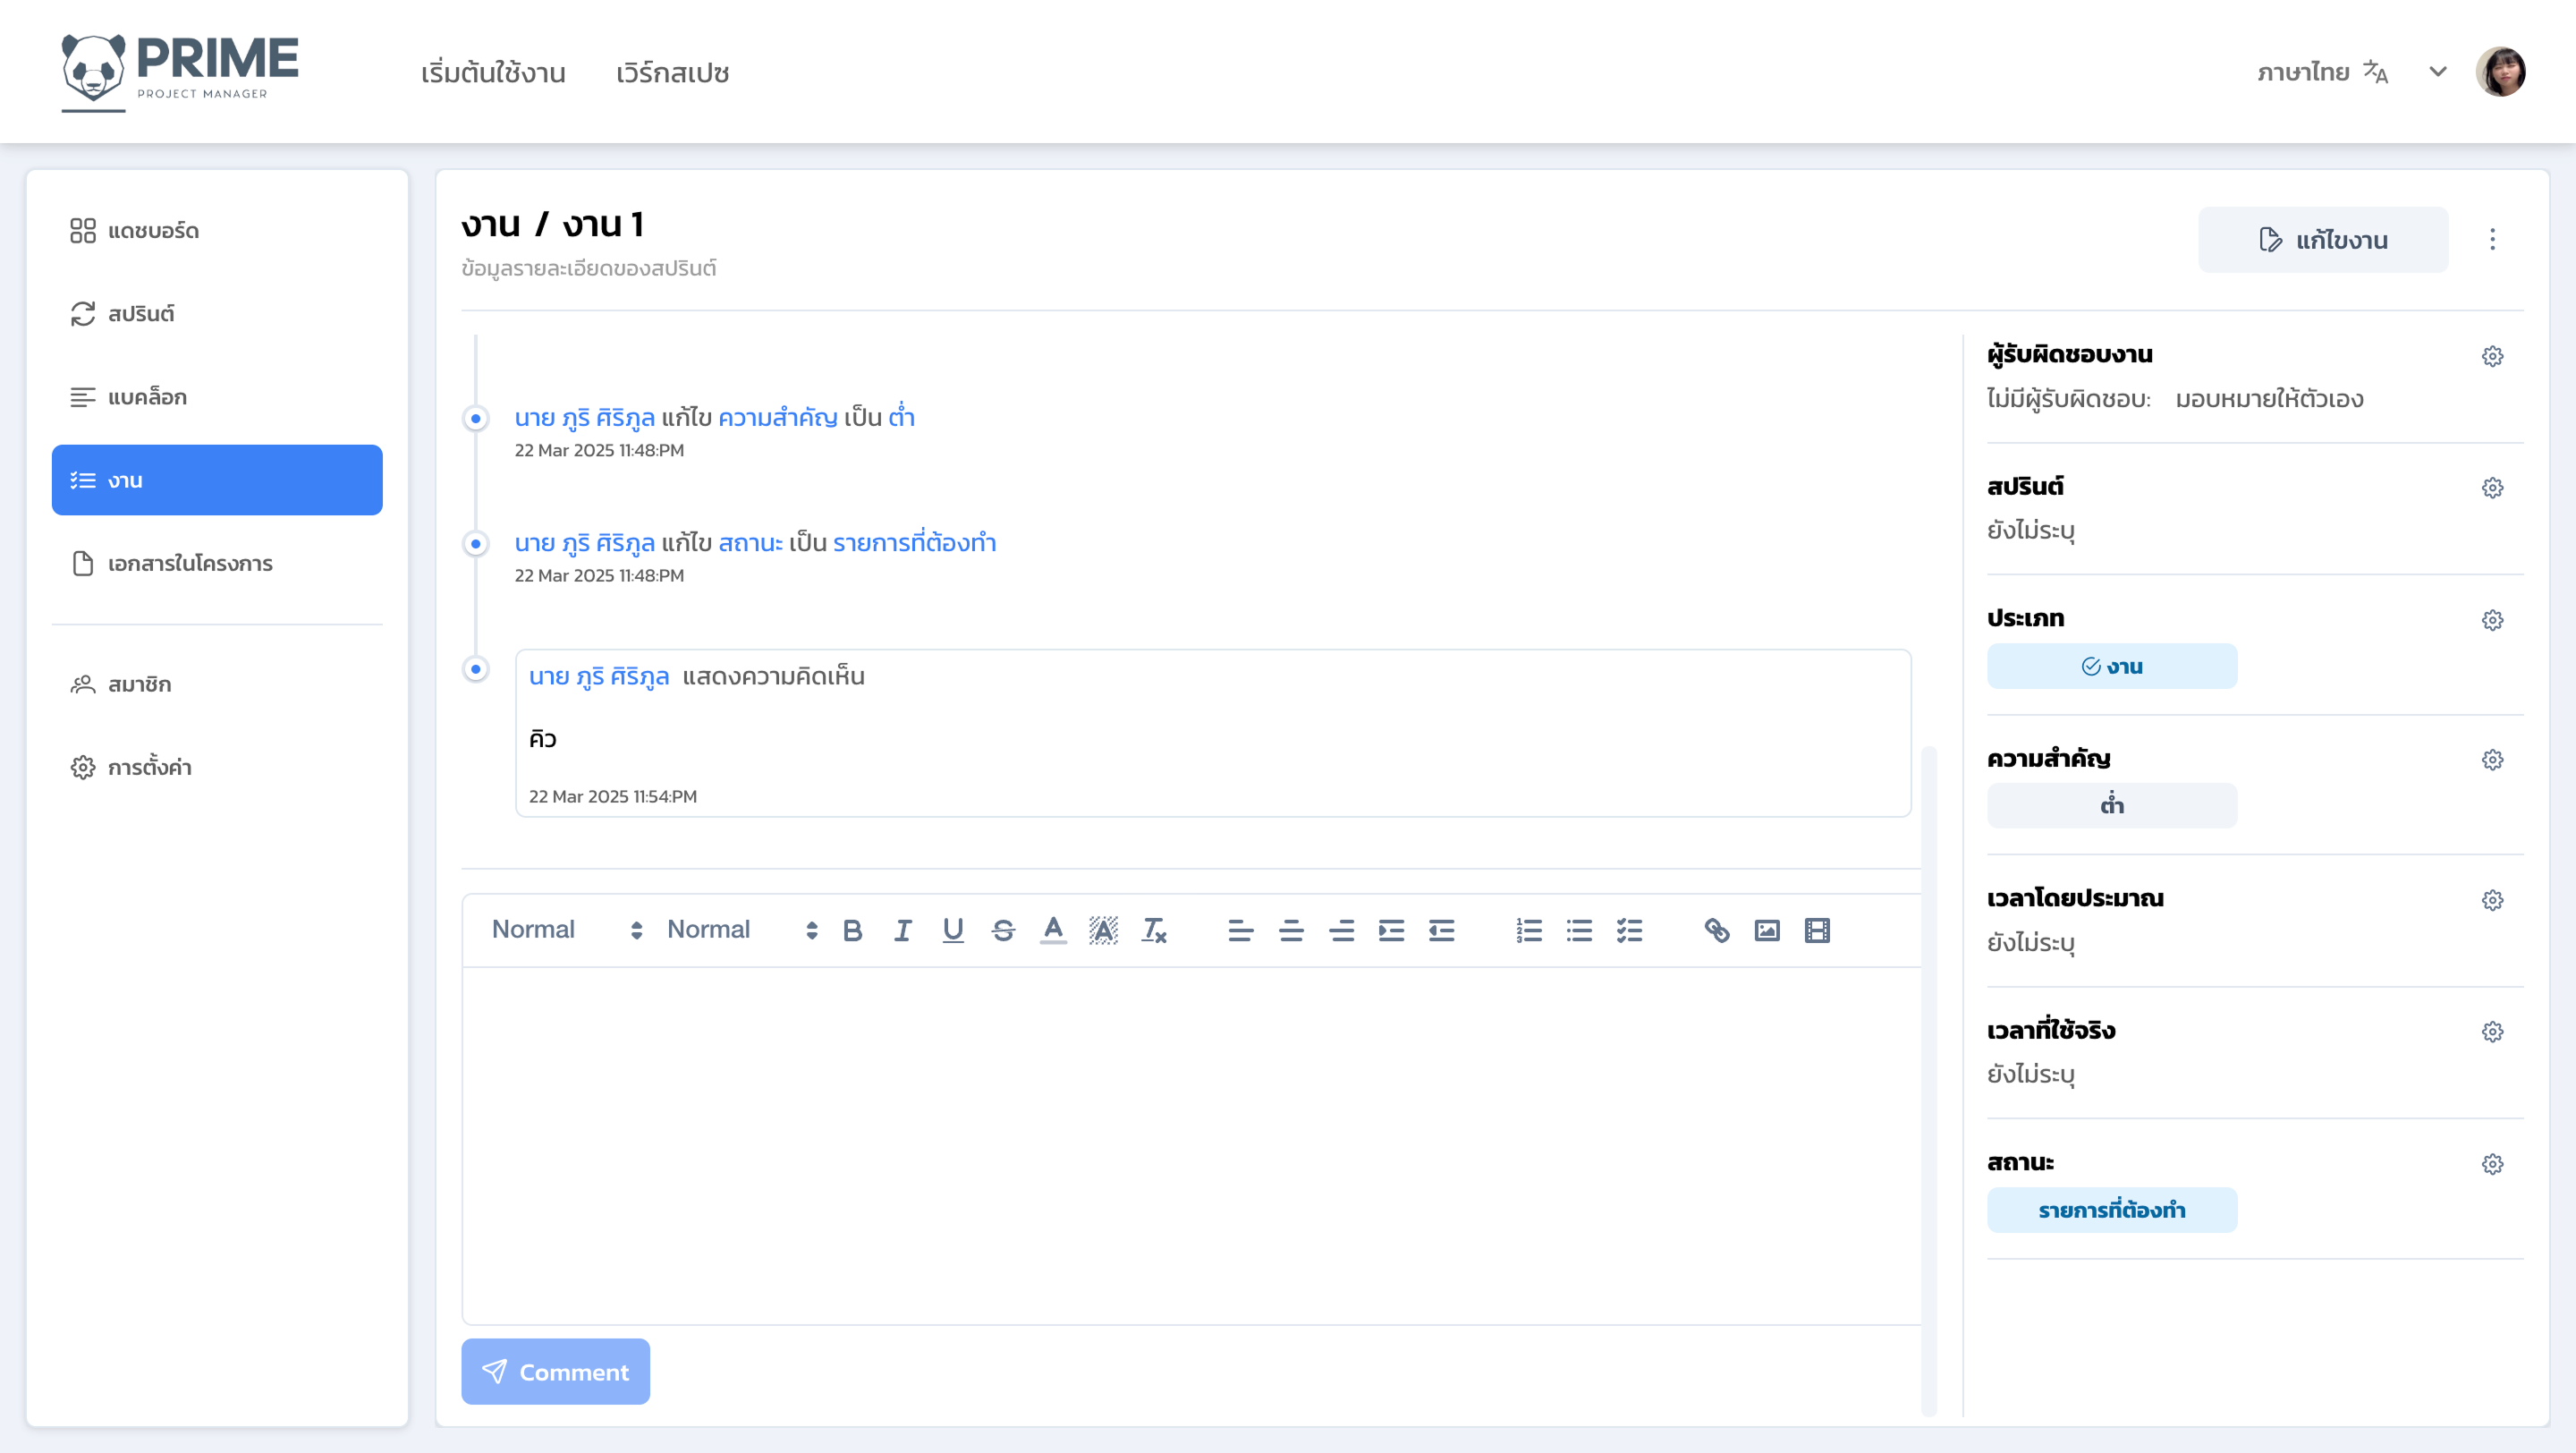 PRIME
PROJECT MANAGER
เริ่มต้นใช้งาน
เวิร์กสเปซ
ภาษาไทย
แดชบอร์ด
สปรินต์
แบคล็อก
งาน
เอกสารในโครงการ
สมาชิก
การตั้งค่า
งาน / งาน 1
ข้อมูลรายละเอียดของสปรินต์
แก้ไขงาน
นาย ภูริ ศิริภูล แก้ไข ความสำคัญ เป็น ต่ำ
22 Mar 2025 11:48:PM
นาย ภูริ ศิริภูล แก้ไข สถานะ เป็น รายการที่ต้องทำ
22 Mar 2025 11:48:PM
นาย ภูริ ศิริภูล แสดงความคิดเห็น
คิว
22 Mar 2025 11:54:PM
Normal Normal
Comment
ผู้รับผิดชอบงาน
ไม่มีผู้รับผิดชอบ: มอบหมายให้ตัวเอง
สปรินต์
ยังไม่ระบุ
ประเภท
งาน
ความสำคัญ
ต่ำ
เวลาโดยประมาณ
ยังไม่ระบุ
เวลาที่ใช้จริง
ยังไม่ระบุ
สถานะ
รายการที่ต้องทำ